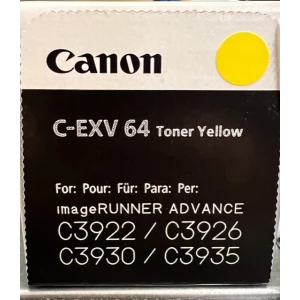 Canon
C-EXV 64 Toner Yellow
For: Pour: Für: Para: Per:
imageRUNNER ADVANCE
C3922 / C3926
C3930 / C3935